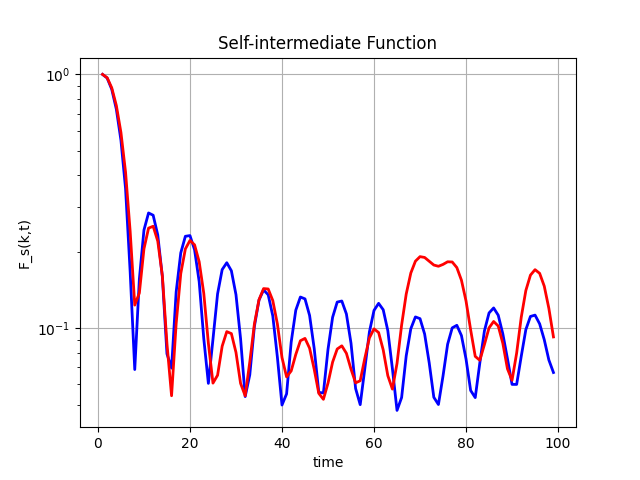 Self-intermediate Function
F_s(k,t)
10⁰
10⁻¹
0 20 40 60 80 100
time